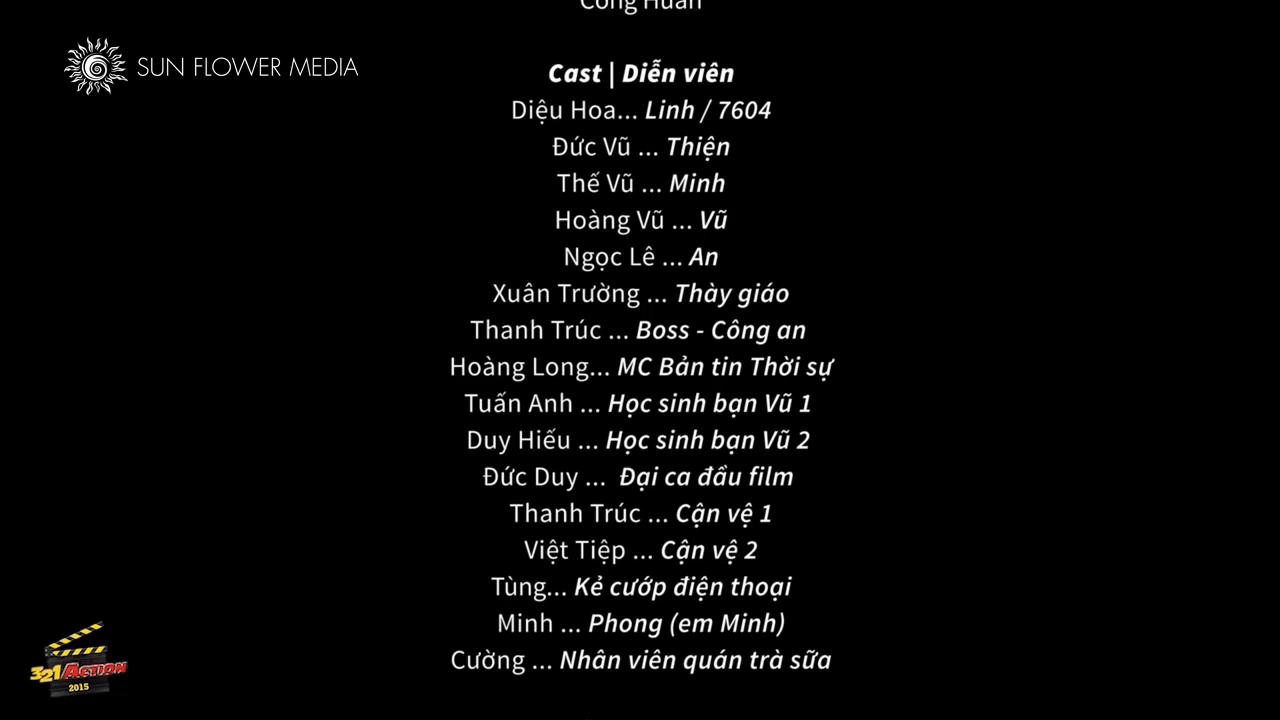 Công Huân
SUN FLOWER MEDIA
Cast | Diễn viên
Diệu Hoa... Linh / 7604
Đức Vũ ... Thiện
Thế Vũ ... Minh
Hoàng Vũ ... Vũ
Ngọc Lê ... An
Xuân Trường ... Thày giáo
Thanh Trúc ... Boss - Công an
Hoàng Long... MC Bản tin Thời sự
Tuấn Anh ... Học sinh bạn Vũ 1
Duy Hiếu ... Học sinh bạn Vũ 2
Đức Duy ... Đại ca đầu film
Thanh Trúc ... Cận vệ 1
Việt Tiệp ... Cận vệ 2
Tùng... Kẻ cướp điện thoại
Minh ... Phong (em Minh)
Cường ... Nhân viên quán trà sữa
321 ACTION
2015